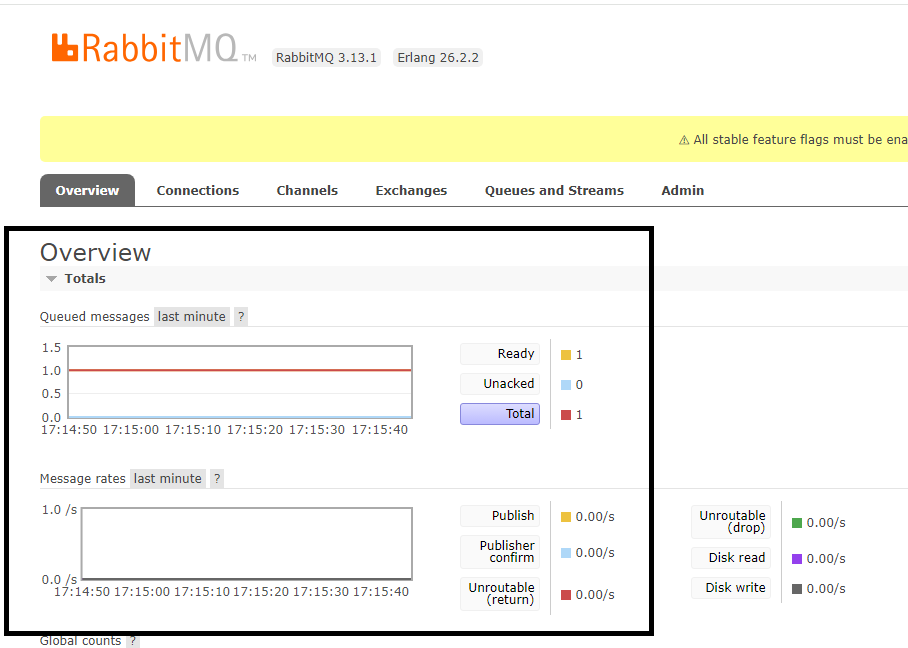 RabbitMQ TM RabbitMQ 3.13.1 Erlang 26.2.2
⚠ All stable feature flags must be ena
Overview Connections Channels Exchanges Queues and Streams Admin
Overview
Totals
Queued messages last minute ?
1.5
1.0
0.5
0.0
17:14:50 17:15:00 17:15:10 17:15:20 17:15:30 17:15:40
Ready 1
Unacked 0
Total 1
Message rates last minute ?
1.0 /s
0.0 /s
17:14:50 17:15:00 17:15:10 17:15:20 17:15:30 17:15:40
Publish 0.00/s
Publisher
confirm 0.00/s
Unroutable
(return) 0.00/s
Unroutable
(drop) 0.00/s
Disk read 0.00/s
Disk write 0.00/s
Global counts ?